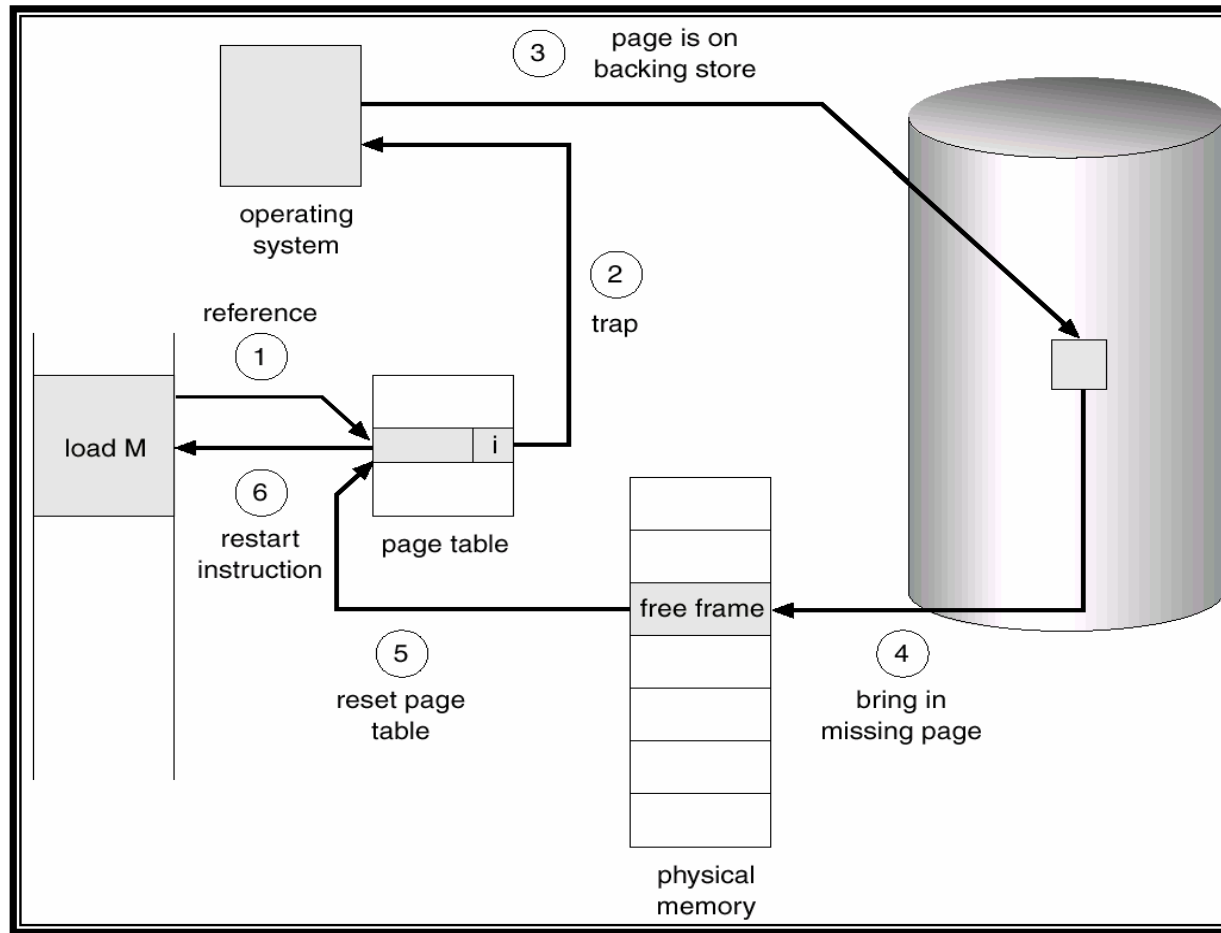 3
page is on
backing store
operating
system
2
trap
reference
1
load M
i
6
restart
instruction
page table
free frame
5
reset page
table
4
bring in
missing page
physical
memory